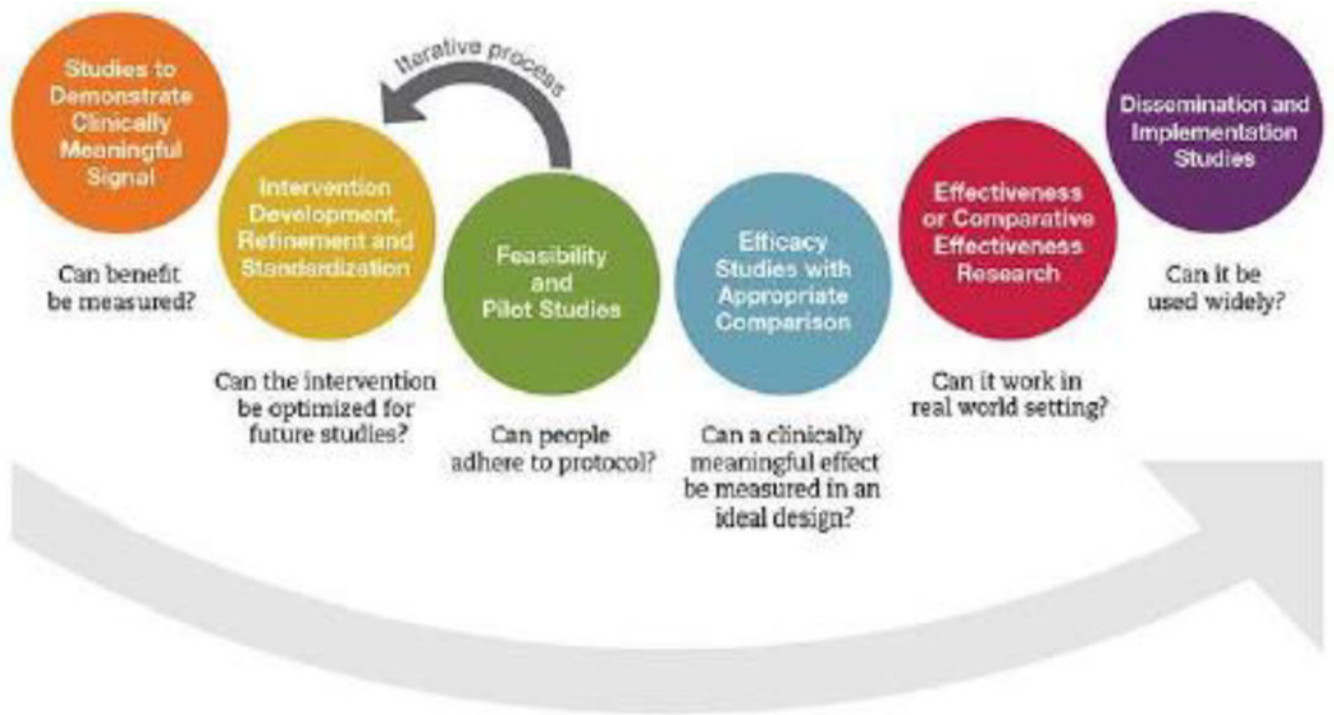 Studies to
Demonstrate
Clinically
Meaningful
Signal
Can benefit
be measured?
Iterative process
Intervention
Development,
Refinement and
Standardization
Can the intervention
be optimized for
future studies?
Feasibility
and
Pilot Studies
Can people
adhere to protocol?
Efficacy
Studies with
Appropriate
Comparison
Can a clinically
meaningful effect
be measured in an
ideal design?
Effectiveness
or Comparative
Effectiveness
Research
Can it work in
real world setting?
Dissemination and
Implementation
Studies
Can it be
used widely?